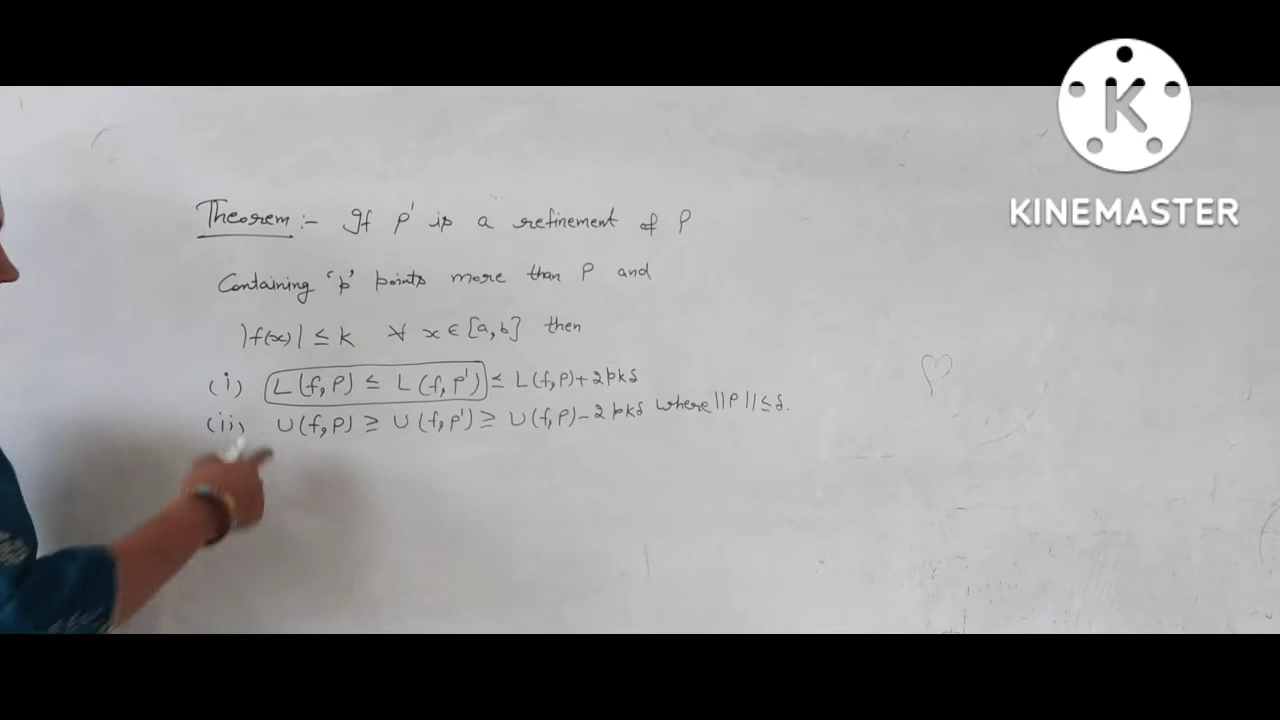 KINEMASTER
Theorem :- If P' is a refinement of P
Containing 'p' points more than P and
|f(x)| ≤ k ∀ x ∈ [a,b] then
(i) L(f,P) ≤ L(f,P') ≤ L(f,P)+2pkδ
(ii) U(f,P) ≥ U(f,P') ≥ U(f,P)-2pkδ where ||P|| ≤ δ.